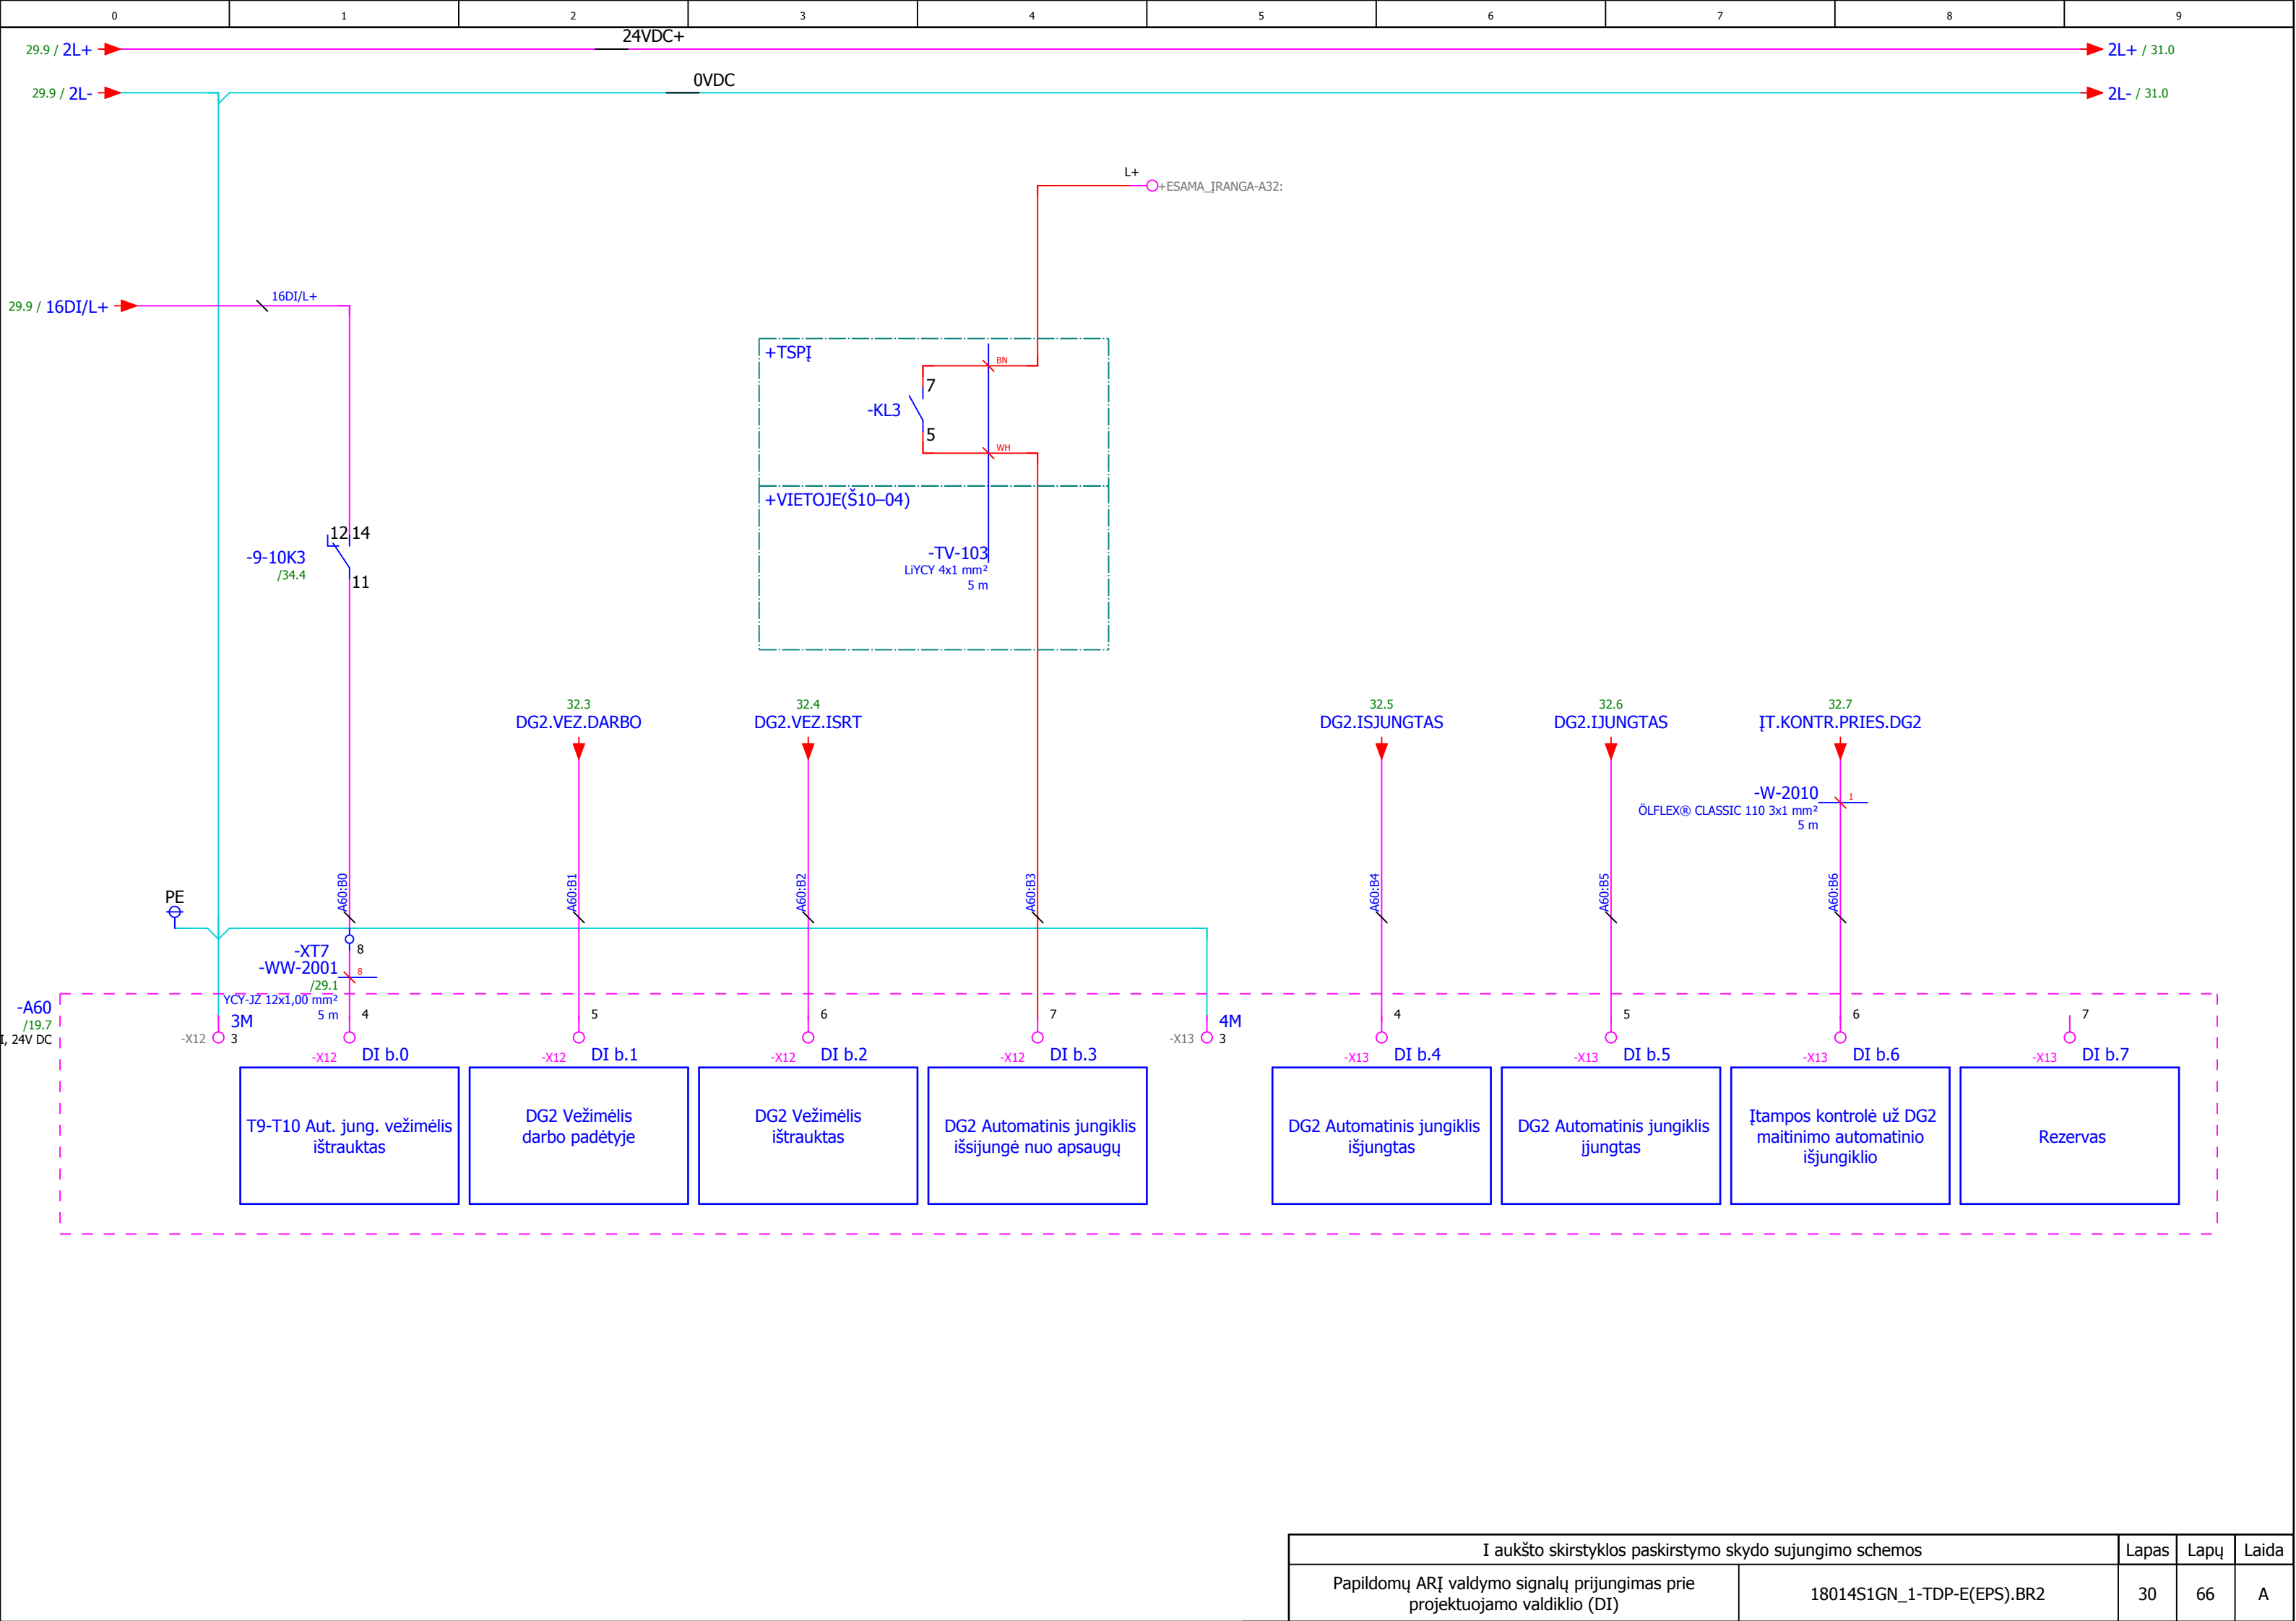 0 1 2 3 4 5 6 7 8 9
24VDC+
29.9 / 2L+
2L+ / 31.0
0VDC
29.9 / 2L-
2L- / 31.0
L+
+ESAMA_ĮRANGA-A32:
29.9 / 16DI/L+
16DI/L+
+TSPĮ
BN
7
-KL3
5
WH
+VIETOJE(Š10–04)
12 14
-9-10K3
/34.4
11
-TV-103
LiYCY 4x1 mm²
5 m
32.3
DG2.VEZ.DARBO
32.4
DG2.VEZ.ISRT
32.5
DG2.ISJUNGTAS
32.6
DG2.IJUNGTAS
32.7
ĮT.KONTR.PRIES.DG2
-W-2010
1
ÖLFLEX® CLASSIC 110 3x1 mm²
5 m
PE
A60:B0
A60:B1
A60:B2
A60:B3
A60:B4
A60:B5
A60:B6
-XT7
8
-WW-2001
8
/29.1
YCY-JZ 12x1,00 mm²
5 m
-A60
/19.7
I, 24V DC
3M
-X12 3
4
-X12 DI b.0
5
-X12 DI b.1
6
-X12 DI b.2
7
-X12 DI b.3
4M
-X13 3
4
-X13 DI b.4
5
-X13 DI b.5
6
-X13 DI b.6
7
-X13 DI b.7
T9-T10 Aut. jung. vežimėlis
ištrauktas
DG2 Vežimėlis
darbo padėtyje
DG2 Vežimėlis
ištrauktas
DG2 Automatinis jungiklis
išsijungė nuo apsaugų
DG2 Automatinis jungiklis
išjungtas
DG2 Automatinis jungiklis
įjungtas
Įtampos kontrolė už DG2
maitinimo automatinio
išjungiklio
Rezervas
I aukšto skirstyklos paskirstymo skydo sujungimo schemos
Lapas Lapų Laida
Papildomų ARĮ valdymo signalų prijungimas prie
projektuojamo valdiklio (DI)
18014S1GN_1-TDP-E(EPS).BR2
30 66 A